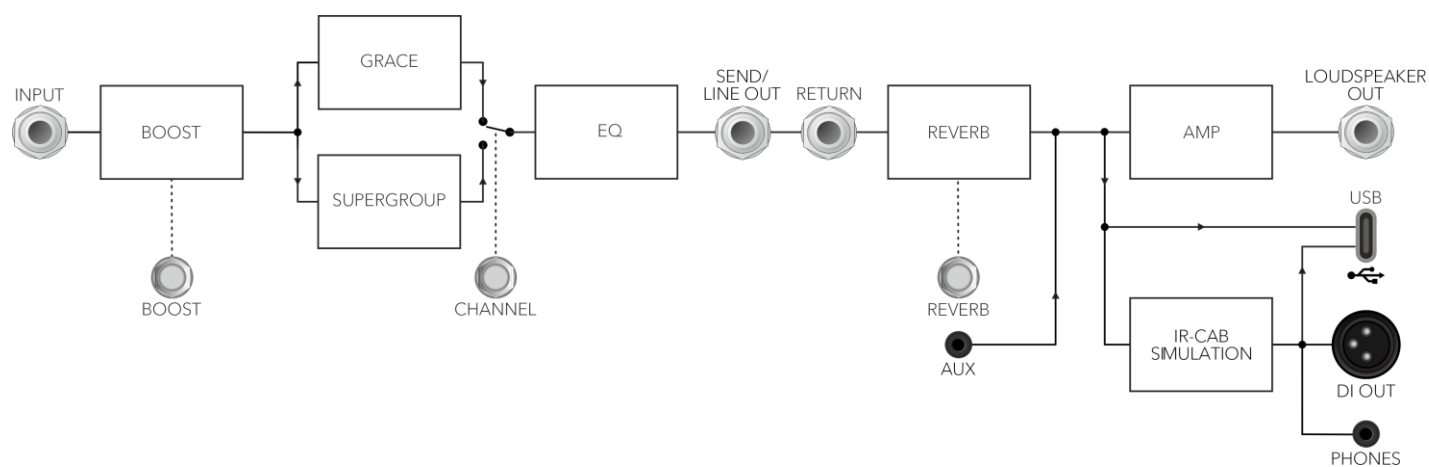 INPUT
BOOST
BOOST
GRACE
SUPERGROUP
CHANNEL
EQ
SEND/
LINE OUT
RETURN
REVERB
REVERB
AUX
AMP
LOUDSPEAKER
OUT
USB
IR-CAB
SIMULATION
DI OUT
PHONES